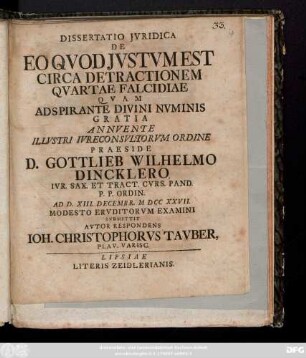 33.
DISSERTATIO JVRIDICA
DE
EO QVOD JVSTVM EST
CIRCA DETRACTIONEM
QVARTAE FALCIDIAE
QVAM
ADSPIRANTE DIVINI NVMINIS
GRATIA
ANNVENTE
ILLVSTRI IVRECONSVLTORVM ORDINE
PRAESIDE
D. GOTTLIEB WILHELMO
DINCKLERO
IVR. SAX. ET TRACT. CVRS. PAND.
P. P. ORDIN.
AD D. XIII. DECEMBR. M DCC XXVII.
MODESTO ERVDITORVM EXAMINI
SVBMITTIT
AVTOR RESPONDENS
IOH. CHRISTOPHORVS TAVBER,
PLAV. VARISC.
LIPSIAE
LITERIS ZEIDLERIANIS.